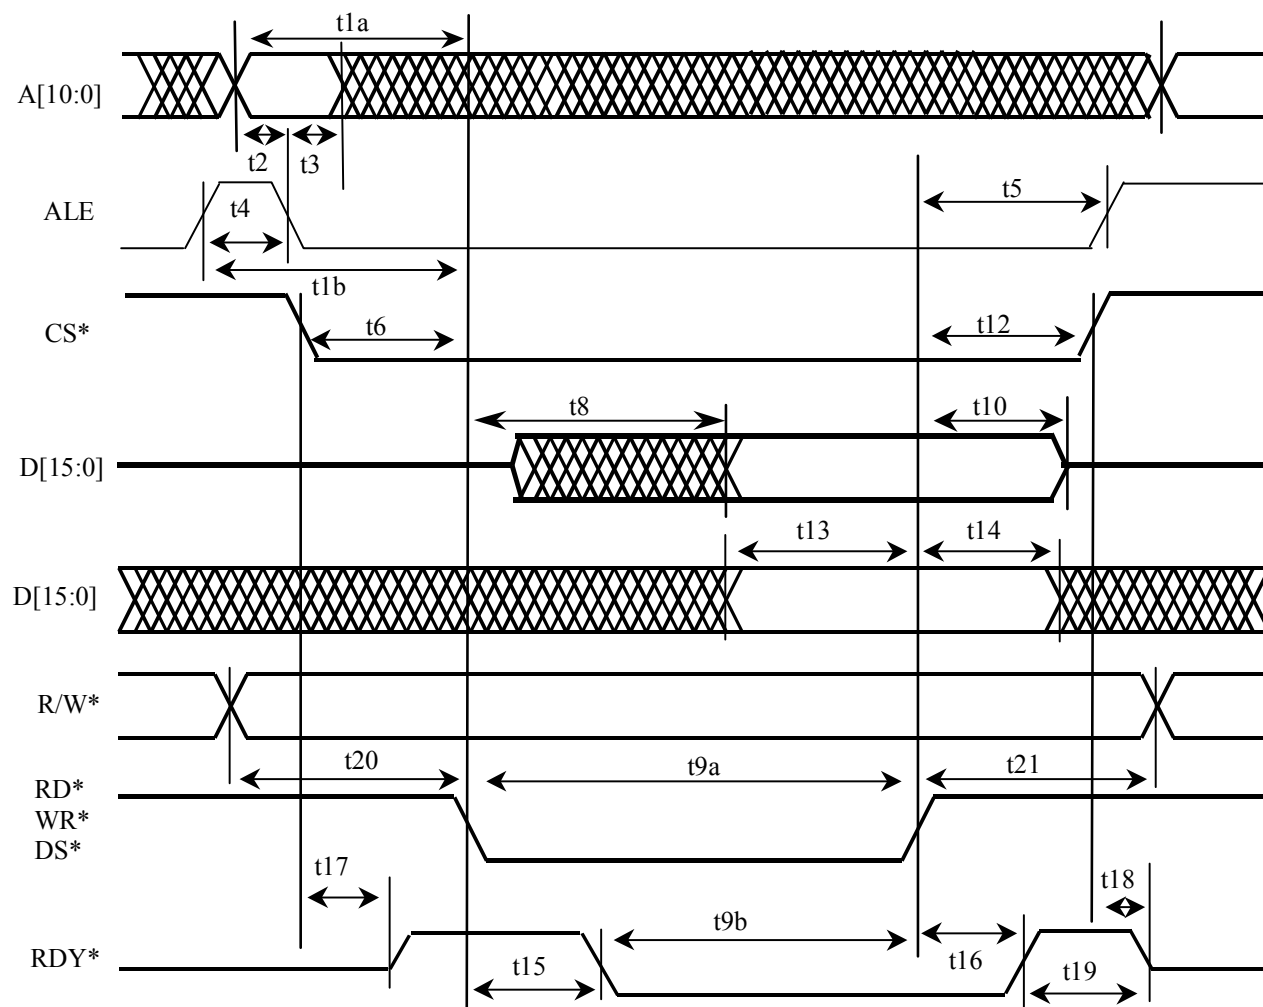 t1a
A[10:0]
t2
t3
ALE
t4
t5
t1b
CS*
t6
t12
t8
t10
D[15:0]
t13
t14
D[15:0]
R/W*
t20
t9a
t21
RD*
WR*
DS*
t17
t18
t9b
RDY*
t15
t16
t19